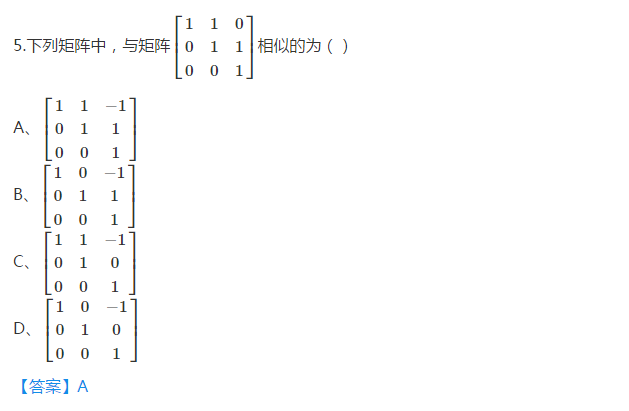 5.下列矩阵中，与矩阵 [1 1 0; 0 1 1; 0 0 1] 相似的为 ( )
A、 [1 1 −1; 0 1 1; 0 0 1]
B、 [1 0 −1; 0 1 1; 0 0 1]
C、 [1 1 −1; 0 1 0; 0 0 1]
D、 [1 0 −1; 0 1 0; 0 0 1]
【答案】A